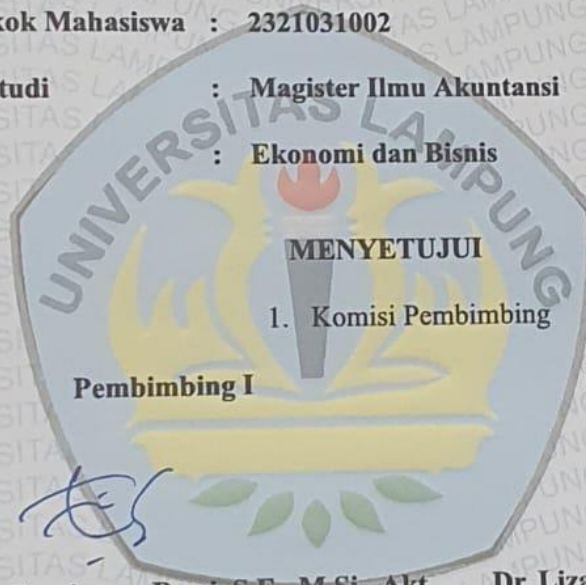 kok Mahasiswa : 2321031002
tudi : Magister Ilmu Akuntansi
: Ekonomi dan Bisnis
UNIVERSITAS LAMPUNG
MENYETUJUI
1. Komisi Pembimbing
Pembimbing I
S.E., M.Si., Akt. Dr. Liza